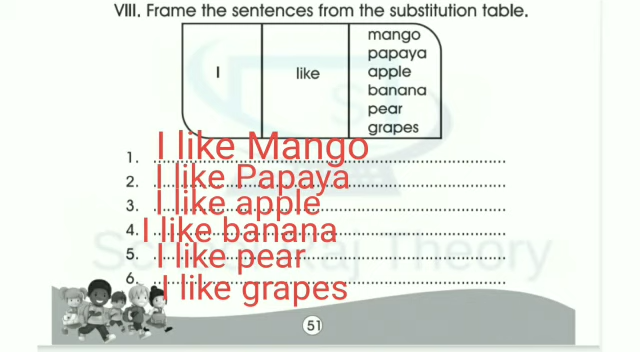 VIII. Frame the sentences from the substitution table.
I like mango
papaya
apple
banana
pear
grapes
1. I like Mango
2. I like Papaya
3. I like apple
4. I like banana
5. I like pear
6. I like grapes
Theory
51